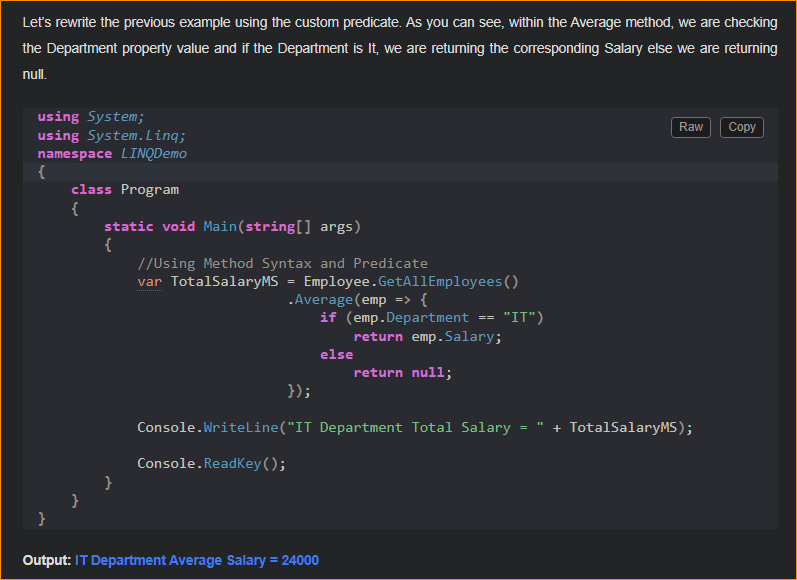 Let's rewrite the previous example using the custom predicate. As you can see, within the Average method, we are checking
the Department property value and if the Department is It, we are returning the corresponding Salary else we are returning
null.
Raw Copy
using System;
using System.Linq;
namespace LINQDemo
{
    class Program
    {
        static void Main(string[] args)
        {
            //Using Method Syntax and Predicate
            var TotalSalaryMS = Employee.GetAllEmployees()
                              .Average(emp => {
                                  if (emp.Department == "IT")
                                      return emp.Salary;
                                  else
                                      return null;
                              });

            Console.WriteLine("IT Department Total Salary = " + TotalSalaryMS);

            Console.ReadKey();
        }
    }
}
Output: IT Department Average Salary = 24000